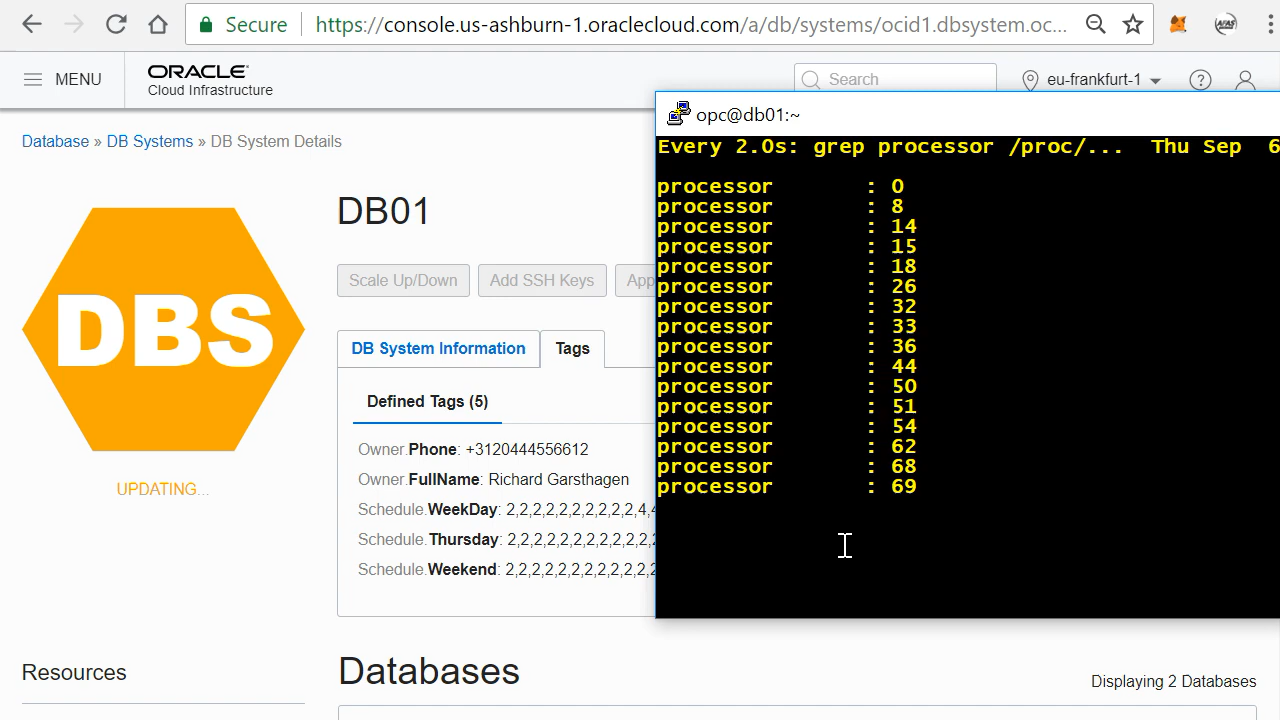 Secure https://console.us-ashburn-1.oraclecloud.com/a/db/systems/ocid1.dbsystem.oc...
MENU
ORACLE
Cloud Infrastructure
Search
eu-frankfurt-1
Database » DB Systems » DB System Details
DBS
UPDATING...
DB01
Scale Up/Down Add SSH Keys App
DB System Information Tags
Defined Tags (5)
Owner.Phone: +3120444556612
Owner.FullName: Richard Garsthagen
Schedule.WeekDay: 2,2,2,2,2,2,2,2,2,2,4,4
Schedule.Thursday: 2,2,2,2,2,2,2,2,2,2,2
Schedule.Weekend: 2,2,2,2,2,2,2,2,2,2,2
opc@db01:~
Every 2.0s: grep processor /proc/... Thu Sep 6
processor : 0
processor : 8
processor : 14
processor : 15
processor : 18
processor : 26
processor : 32
processor : 33
processor : 36
processor : 44
processor : 50
processor : 51
processor : 54
processor : 62
processor : 68
processor : 69
Resources
Databases
Displaying 2 Databases